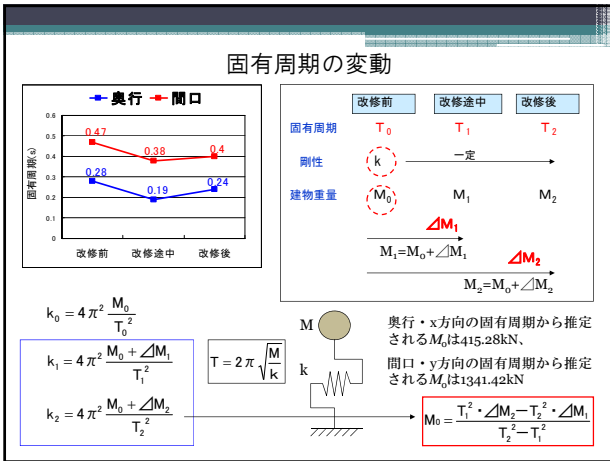 固有周期の変動
奥行 間口
固有周期(s)
0.6
0.5
0.4
0.3
0.2
0.1
0
0.47
0.38
0.4
0.28
0.19
0.24
改修前 改修途中 改修後
改修前 改修途中 改修後
固有周期 T₀ T₁ T₂
剛性 k 一定
建物重量 M₀ M₁ M₂
⊿M₁
M₁=M₀+⊿M₁
⊿M₂
M₂=M₀+⊿M₂
k₀ = 4π² M₀ / T₀²
k₁ = 4π² (M₀ + ⊿M₁) / T₁²
k₂ = 4π² (M₀ + ⊿M₂) / T₂²
T = 2π √(M/k)
M
k
奥行・x方向の固有周期から推定
されるM₀は415.28kN、
間口・y方向の固有周期から推定
されるM₀は1341.42kN
M₀ = (T₁²・⊿M₂−T₂²・⊿M₁) / (T₂²−T₁²)